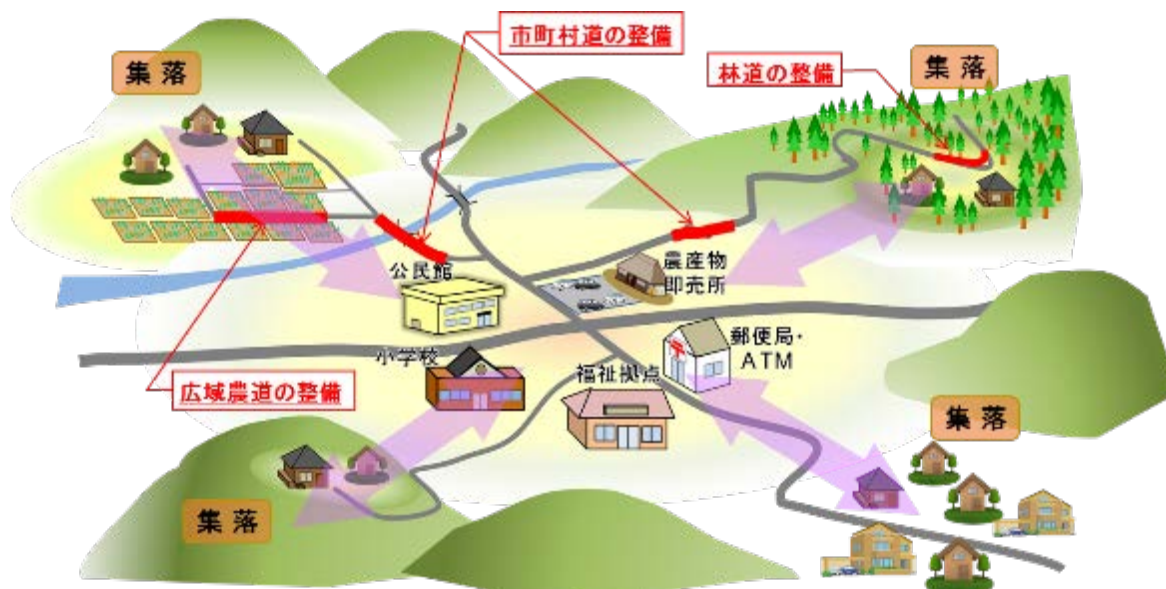 市町村道の整備
集落
林道の整備
集落
公民館
農産物
即売所
郵便局・
ATM
小学校
福祉拠点
広域農道の整備
集落
集落